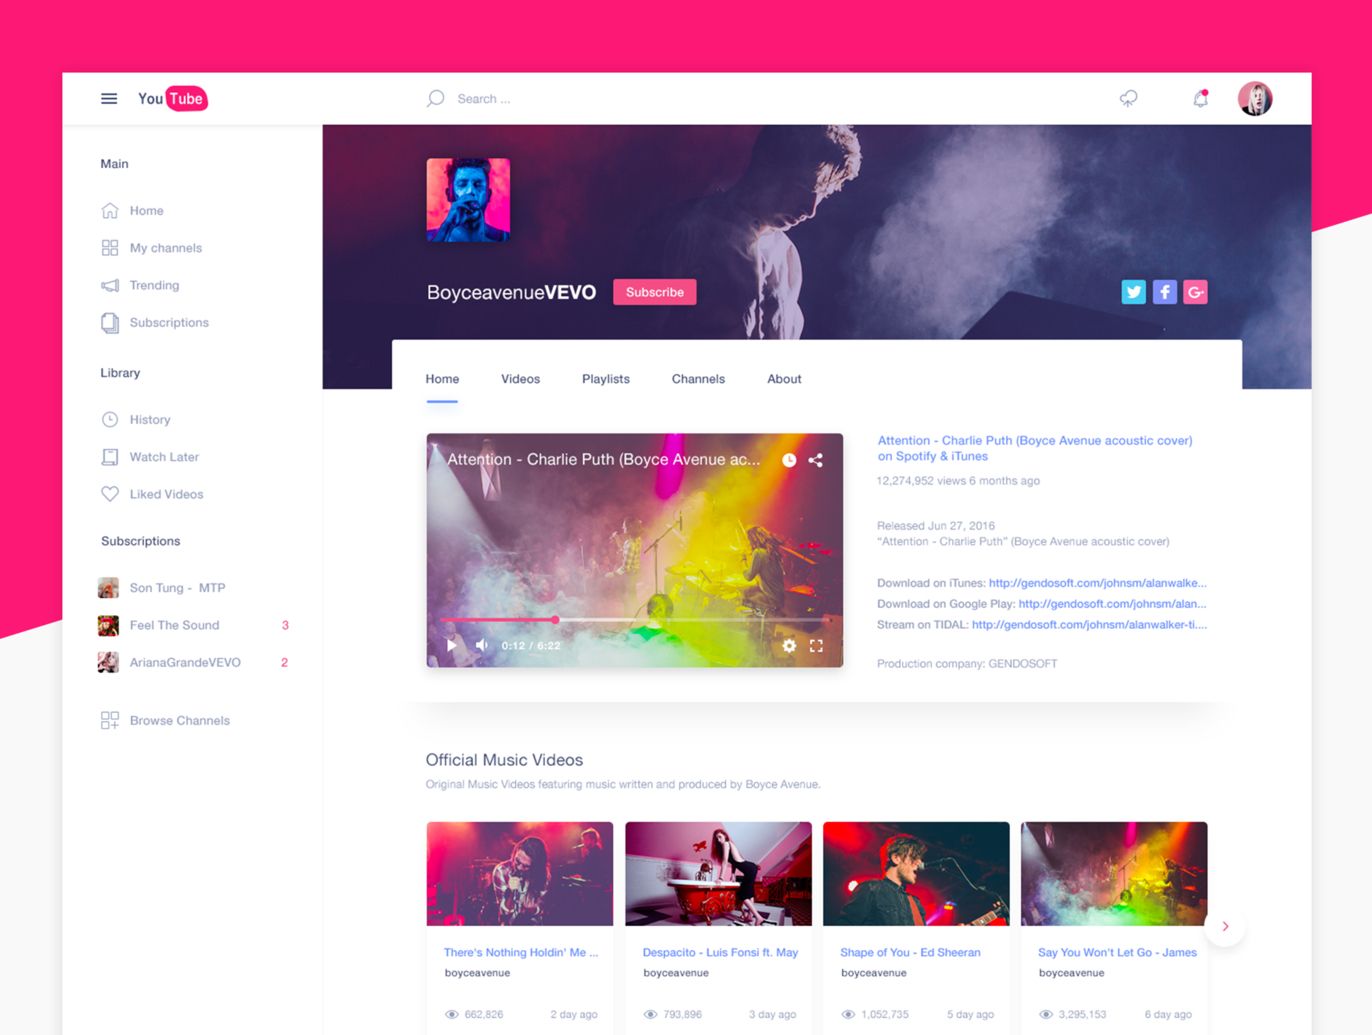 YouTube
Search ...
Main
Home
My channels
Trending
Subscriptions
Library
History
Watch Later
Liked Videos
Subscriptions
Son Tung - MTP
Feel The Sound 3
ArianaGrandeVEVO 2
Browse Channels
BoyceavenueVEVO Subscribe
Home Videos Playlists Channels About
Attention - Charlie Puth (Boyce Avenue ac...
0:12 / 6:22
Attention - Charlie Puth (Boyce Avenue acoustic cover)
on Spotify & iTunes
12,274,952 views 6 months ago
Released Jun 27, 2016
“Attention - Charlie Puth” (Boyce Avenue acoustic cover)
Download on iTunes: http://gendosoft.com/johnsm/alanwalke...
Download on Google Play: http://gendosoft.com/johnsm/alan...
Stream on TIDAL: http://gendosoft.com/johnsm/alanwalker-ti....
Production company: GENDOSOFT
Official Music Videos
Original Music Videos featuring music written and produced by Boyce Avenue.
There's Nothing Holdin' Me ...
boyceavenue
662,826 2 day ago
Despacito - Luis Fonsi ft. May
boyceavenue
793,896 3 day ago
Shape of You - Ed Sheeran
boyceavenue
1,052,735 5 day ago
Say You Won't Let Go - James
boyceavenue
3,295,153 6 day ago